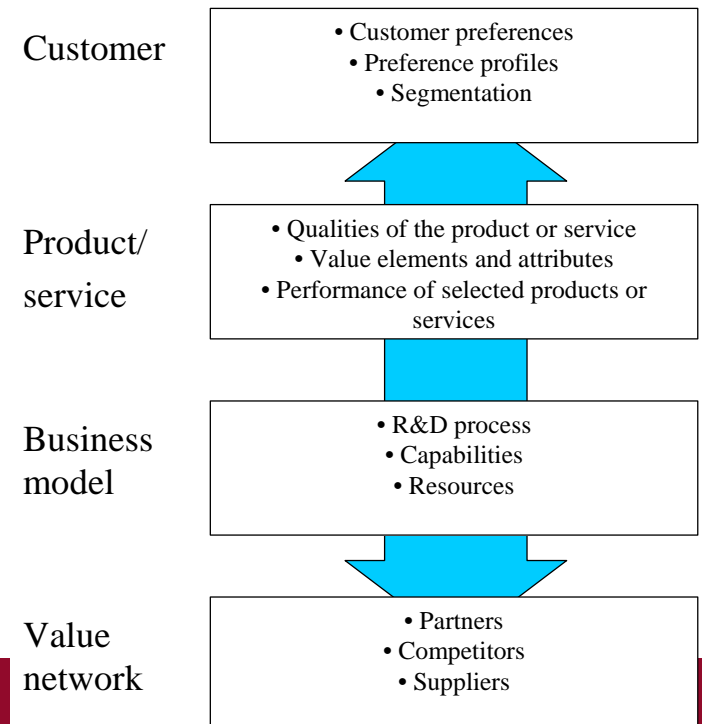 Customer
• Customer preferences
• Preference profiles
• Segmentation
Product/
service
• Qualities of the product or service
• Value elements and attributes
• Performance of selected products or
services
Business
model
• R&D process
• Capabilities
• Resources
Value
network
• Partners
• Competitors
• Suppliers